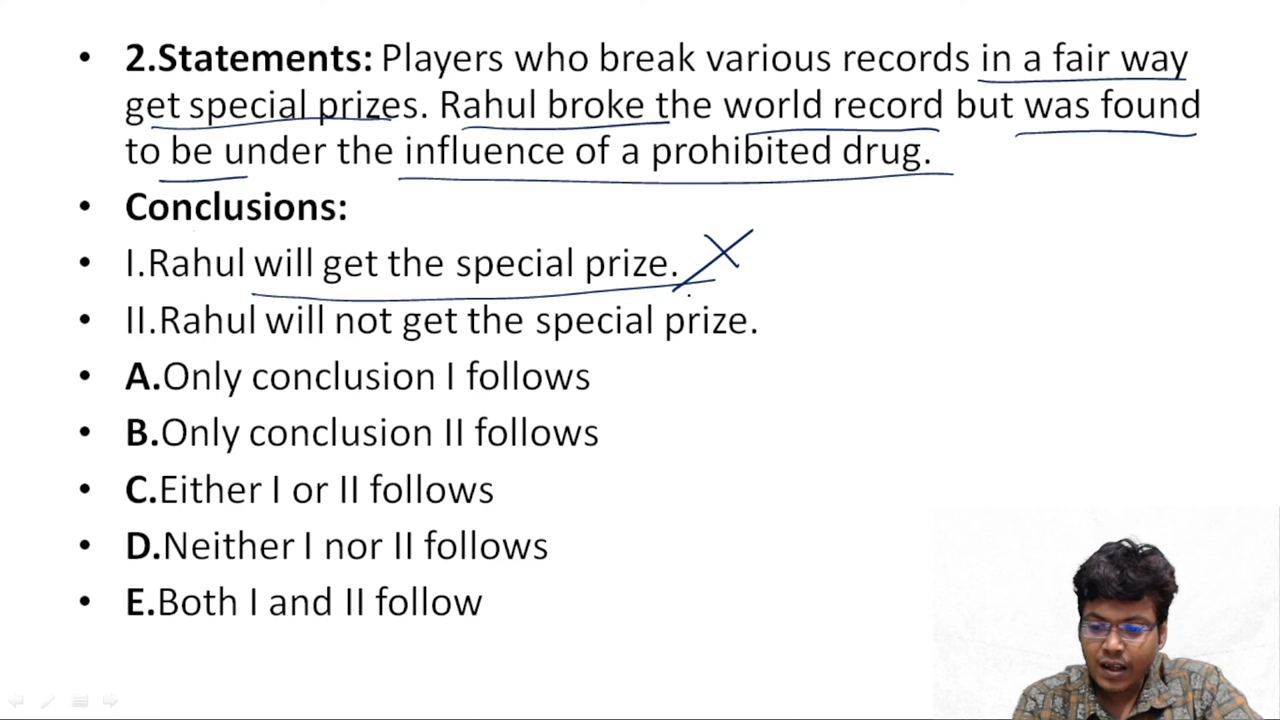 • 2.Statements: Players who break various records in a fair way
get special prizes. Rahul broke the world record but was found
to be under the influence of a prohibited drug.
• Conclusions:
• I.Rahul will get the special prize.
• II.Rahul will not get the special prize.
• A.Only conclusion I follows
• B.Only conclusion II follows
• C.Either I or II follows
• D.Neither I nor II follows
• E.Both I and II follow